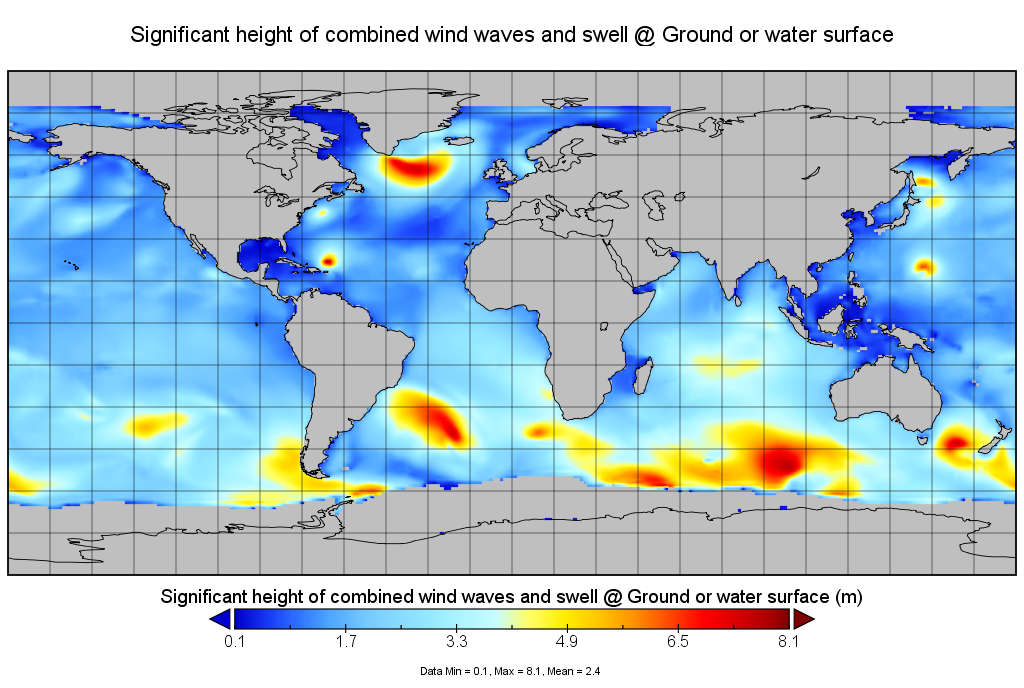 Significant height of combined wind waves and swell @ Ground or water surface
Significant height of combined wind waves and swell @ Ground or water surface (m)
0.1 1.7 3.3 4.9 6.5 8.1
Data Min = 0.1, Max = 8.1, Mean = 2.4